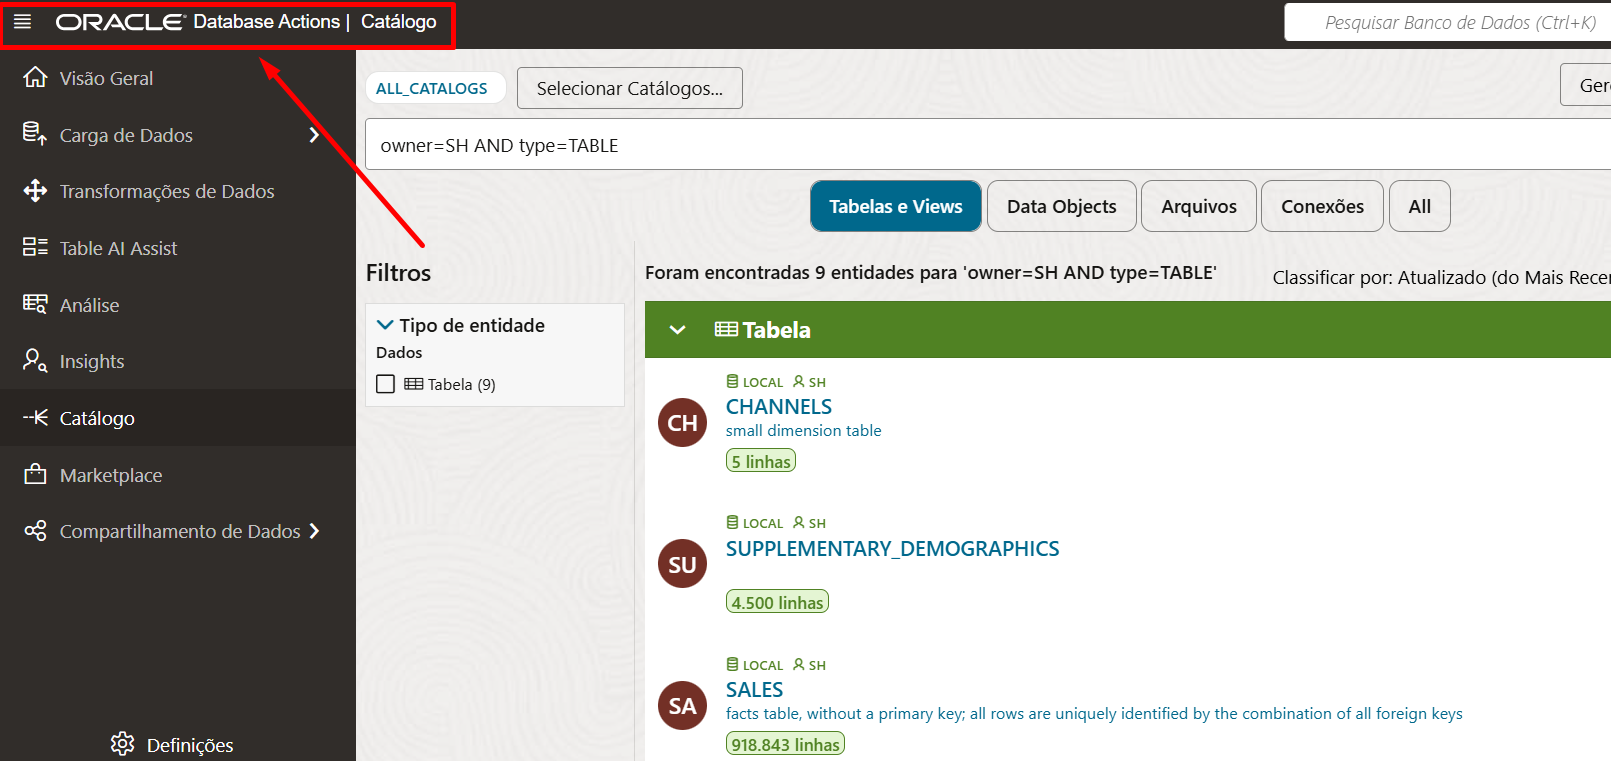 ORACLE Database Actions | Catálogo
Pesquisar Banco de Dados (Ctrl+K)
Visão Geral
Carga de Dados
Transformações de Dados
Table AI Assist
Análise
Insights
Catálogo
Marketplace
Compartilhamento de Dados
Definições
ALL_CATALOGS
Selecionar Catálogos...
Gere
owner=SH AND type=TABLE
Tabelas e Views
Data Objects
Arquivos
Conexões
All
Filtros
Tipo de entidade
Dados
Tabela (9)
Foram encontradas 9 entidades para 'owner=SH AND type=TABLE'
Classificar por: Atualizado (do Mais Recen
Tabela
LOCAL SH
CH
CHANNELS
small dimension table
5 linhas
LOCAL SH
SU
SUPPLEMENTARY_DEMOGRAPHICS
4.500 linhas
LOCAL SH
SA
SALES
facts table, without a primary key; all rows are uniquely identified by the combination of all foreign keys
918.843 linhas